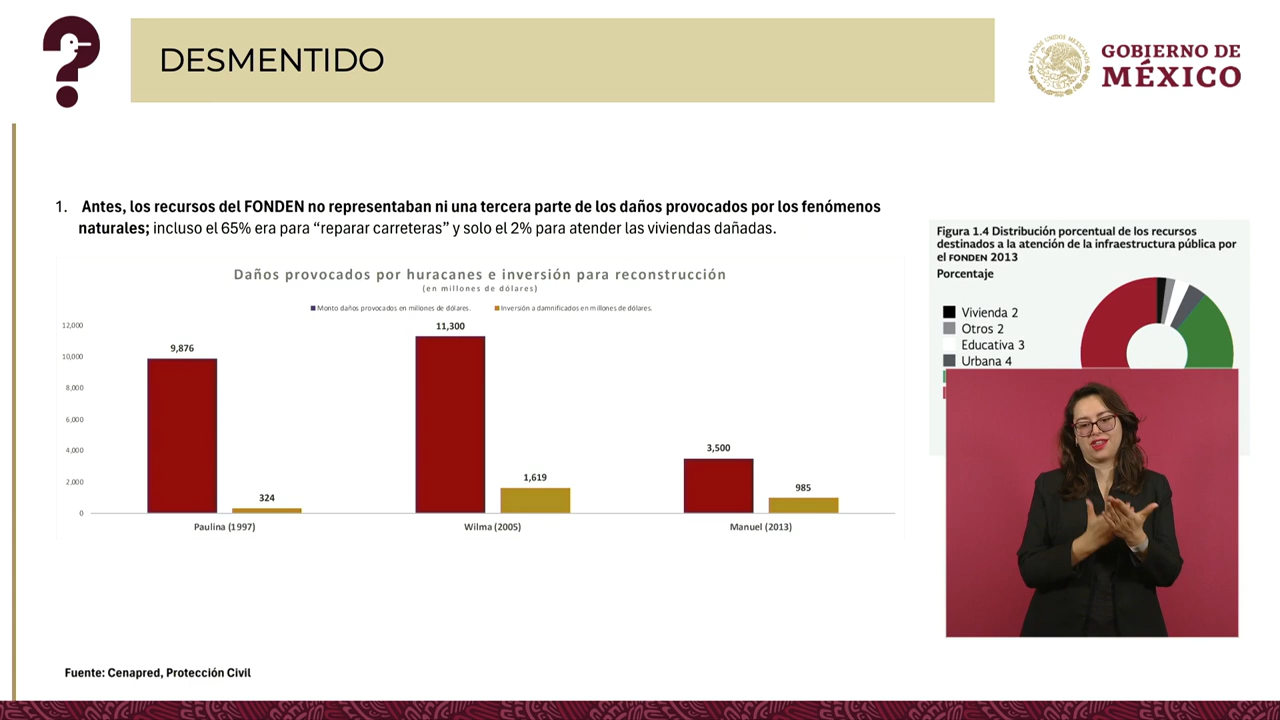 DESMENTIDO
GOBIERNO DE
MÉXICO
1. Antes, los recursos del FONDEN no representaban ni una tercera parte de los daños provocados por los fenómenos
naturales; incluso el 65% era para “reparar carreteras” y solo el 2% para atender las viviendas dañadas.
Daños provocados por huracanes e inversión para reconstrucción
(en millones de dólares)
Monto daños provocados en millones de dólares.
Inversión a damnificados en millones de dólares.
12,000
10,000
8,000
6,000
4,000
2,000
0
9,876
324
11,300
1,619
3,500
985
Paulina (1997)
Wilma (2005)
Manuel (2013)
Figura 1.4 Distribución porcentual de los recursos
destinados a la atención de la infraestructura pública por
el FONDEN 2013
Porcentaje
Vivienda 2
Otros 2
Educativa 3
Urbana 4
Fuente: Cenapred, Protección Civil